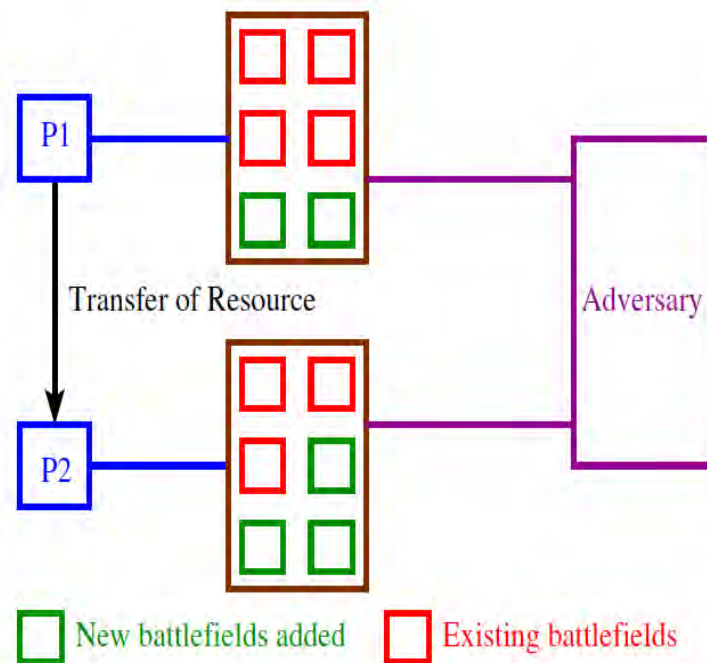 P1
Transfer of Resource
Adversary
P2
New battlefields added
Existing battlefields